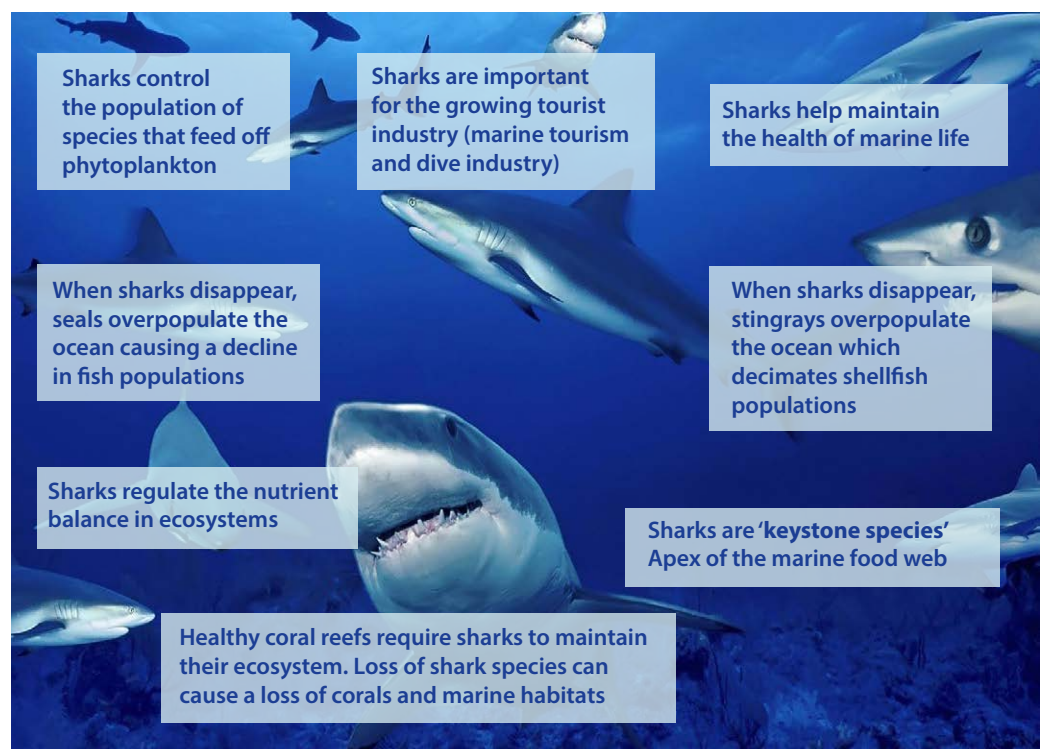 Sharks control
the population of
species that feed off
phytoplankton
Sharks are important
for the growing tourist
industry (marine tourism
and dive industry)
Sharks help maintain
the health of marine life
When sharks disappear,
seals overpopulate the
ocean causing a decline
in fish populations
When sharks disappear,
stingrays overpopulate
the ocean which
decimates shellfish
populations
Sharks regulate the nutrient
balance in ecosystems
Sharks are ‘keystone species’
Apex of the marine food web
Healthy coral reefs require sharks to maintain
their ecosystem. Loss of shark species can
cause a loss of corals and marine habitats